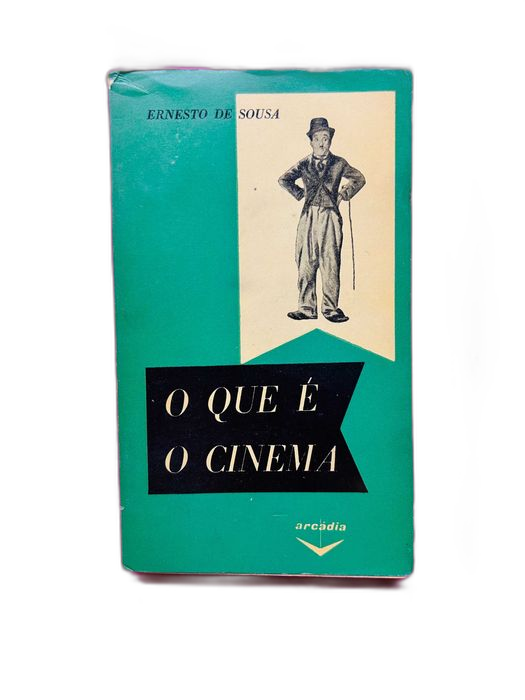 ERNESTO DE SOUSA
O QUE É
O CINEMA
arcádia